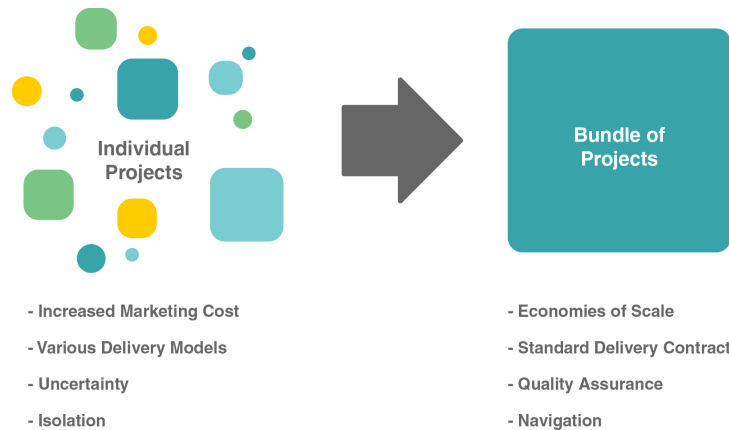 Individual
Projects
Bundle of
Projects
- Increased Marketing Cost
- Various Delivery Models
- Uncertainty
- Isolation
- Economies of Scale
- Standard Delivery Contract
- Quality Assurance
- Navigation